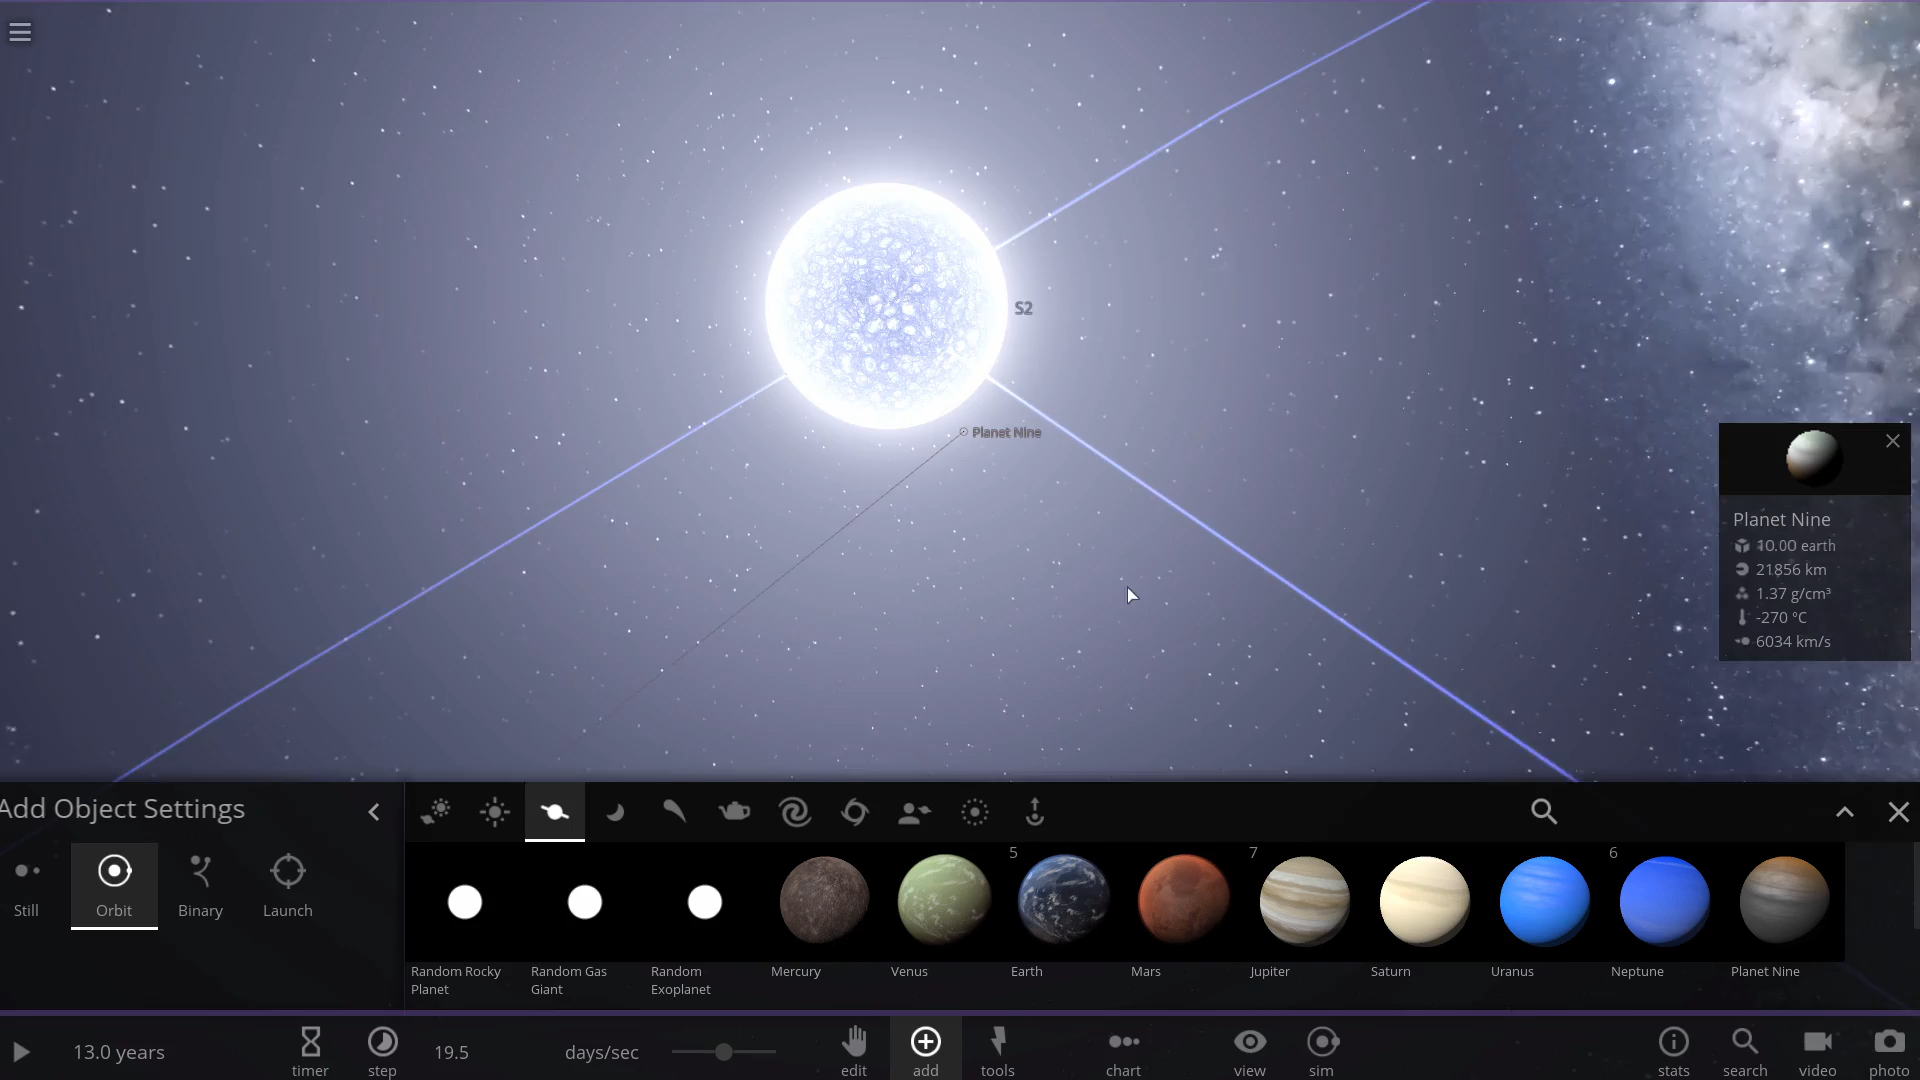 S2
Planet Nine
Planet Nine
10.00 earth
21856 km
1.37 g/cm³
-270 °C
6034 km/s
Add Object Settings
Still
Orbit
Binary
Launch
5
7
6
Random Rocky
Planet
Random Gas
Giant
Random
Exoplanet
Mercury
Venus
Earth
Mars
Jupiter
Saturn
Uranus
Neptune
Planet Nine
13.0 years
timer
step
19.5
days/sec
edit
add
tools
chart
view
sim
stats
search
video
photo